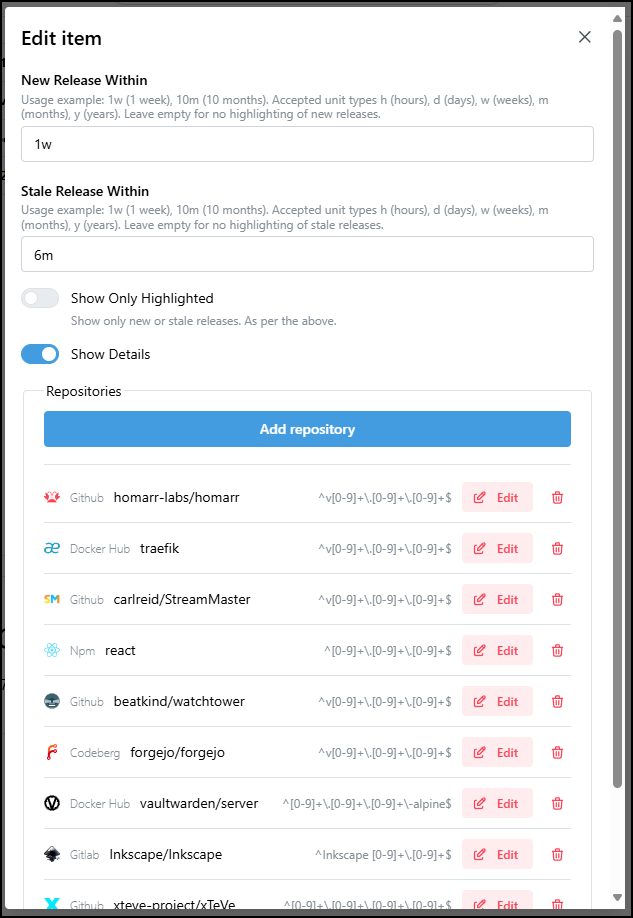 Edit item
New Release Within
Usage example: 1w (1 week), 10m (10 months). Accepted unit types h (hours), d (days), w (weeks), m
(months), y (years). Leave empty for no highlighting of new releases.
1w
Stale Release Within
Usage example: 1w (1 week), 10m (10 months). Accepted unit types h (hours), d (days), w (weeks), m
(months), y (years). Leave empty for no highlighting of stale releases.
6m
Show Only Highlighted
Show only new or stale releases. As per the above.
Show Details
Repositories
Add repository
Github homarr-labs/homarr ^v[0-9]+\.[0-9]+\.[0-9]+$ Edit
Docker Hub traefik ^v[0-9]+\.[0-9]+\.[0-9]+$ Edit
SM Github carlreid/StreamMaster ^v[0-9]+\.[0-9]+\.[0-9]+$ Edit
Npm react ^[0-9]+\.[0-9]+\.[0-9]+$ Edit
Github beatkind/watchtower ^v[0-9]+\.[0-9]+\.[0-9]+$ Edit
Codeberg forgejo/forgejo ^v[0-9]+\.[0-9]+\.[0-9]+$ Edit
Docker Hub vaultwarden/server ^[0-9]+\.[0-9]+\.[0-9]+\-alpine$ Edit
Gitlab Inkscape/Inkscape ^Inkscape [0-9]+\.[0-9]+$ Edit
Github xteve-project/xTeVe ^[0-9]+\.[0-9]+\.[0-9]+$ Edit